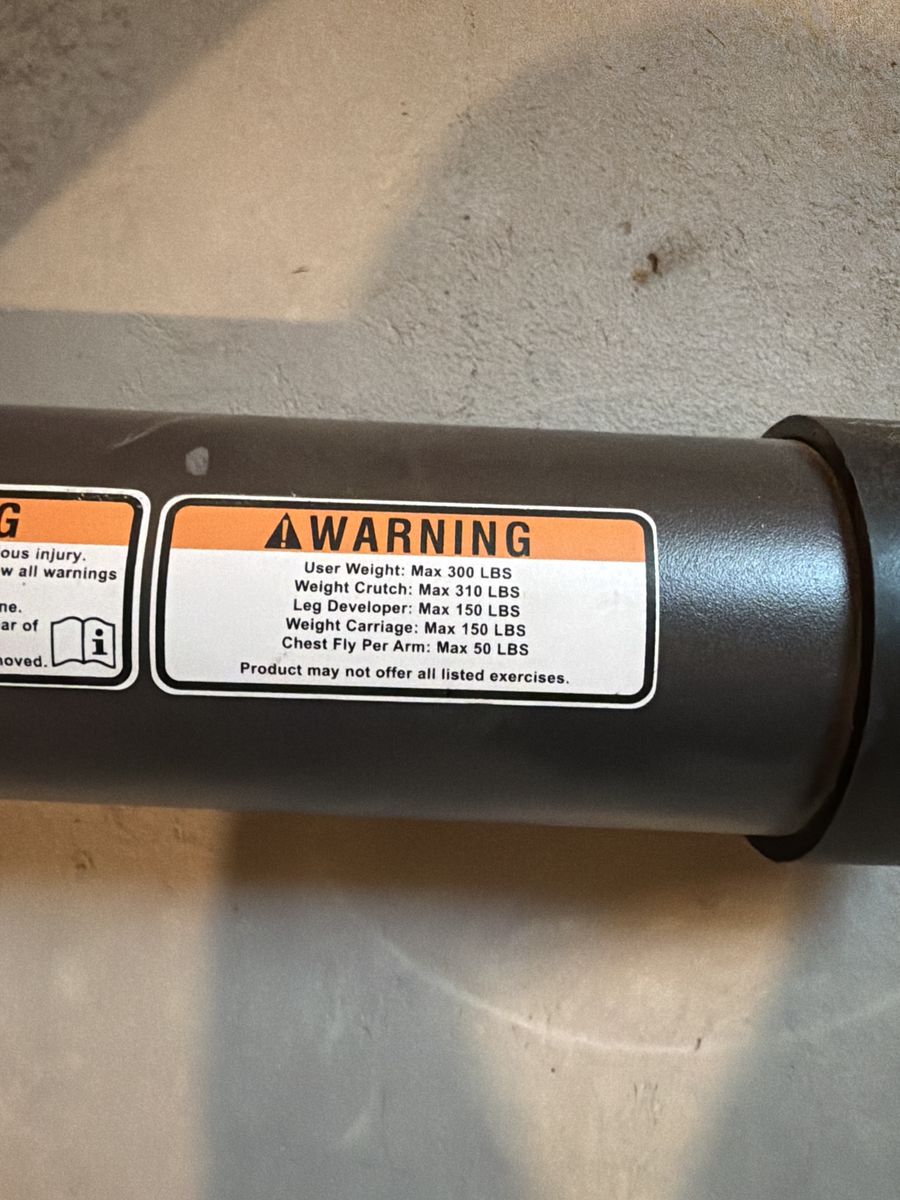 G
ous injury.
w all warnings
ne.
ar of
noved.
i
WARNING
User Weight: Max 300 LBS
Weight Crutch: Max 310 LBS
Leg Developer: Max 150 LBS
Weight Carriage: Max 150 LBS
Chest Fly Per Arm: Max 50 LBS
Product may not offer all listed exercises.